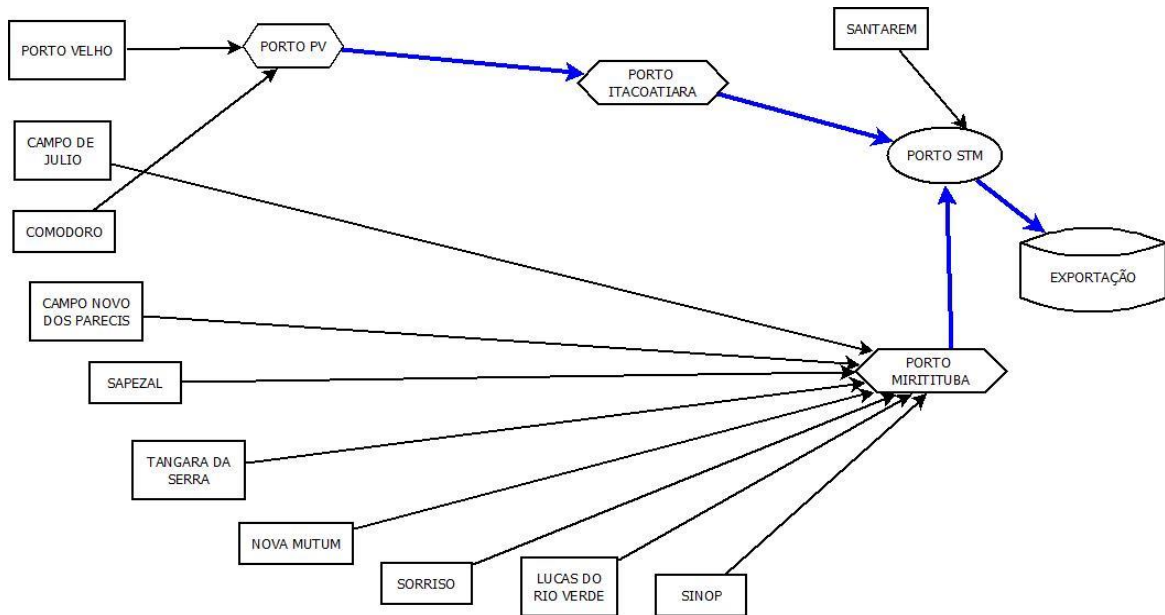 PORTO VELHO
PORTO PV
SANTAREM
PORTO
ITACOATIARA
CAMPO DE
JULIO
PORTO STM
COMODORO
EXPORTAÇÃO
CAMPO NOVO
DOS PARECIS
PORTO
MIRITITUBA
SAPEZAL
TANGARA DA
SERRA
NOVA MUTUM
SORRISO
LUCAS DO
RIO VERDE
SINOP